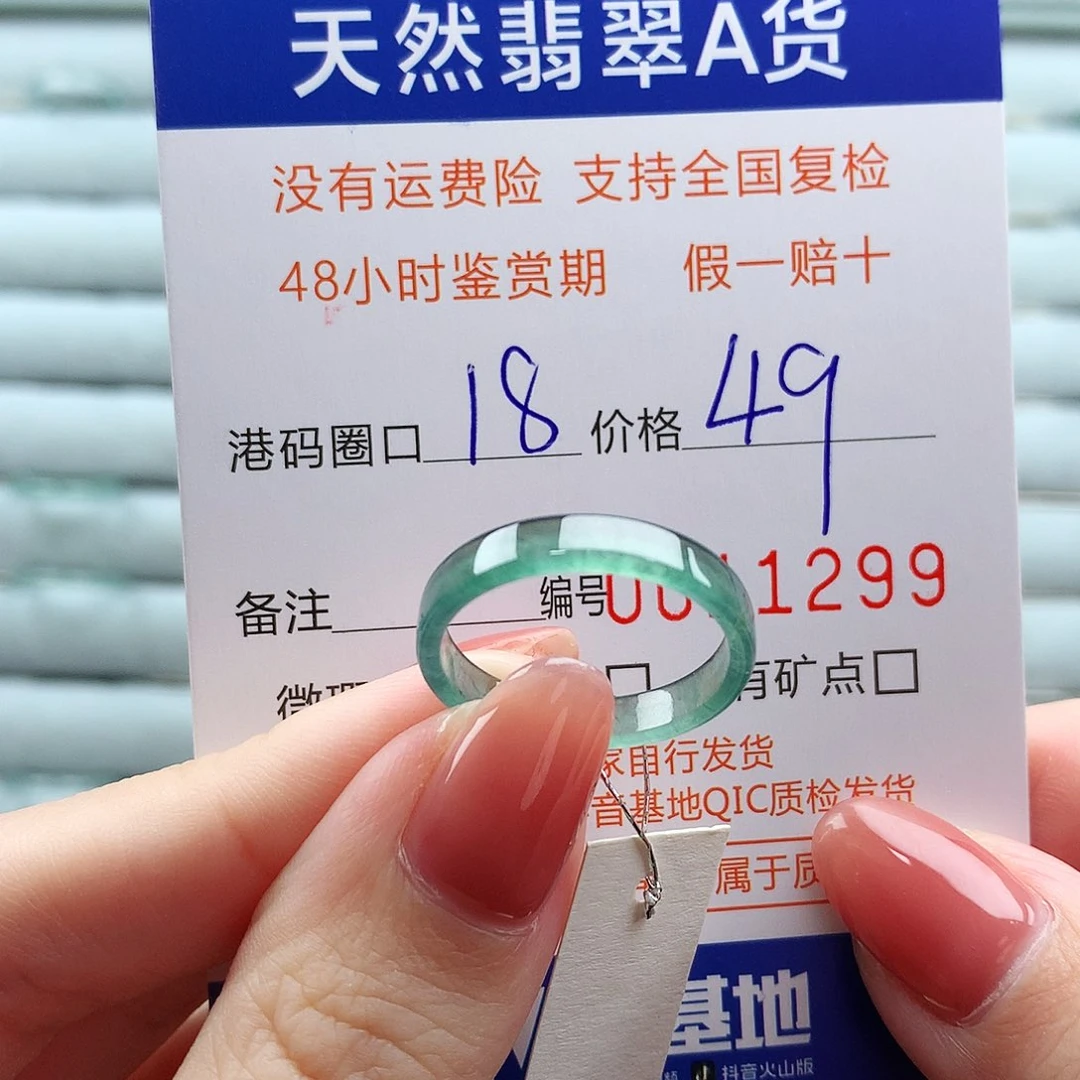 天然翡翠A货
没有运费险 支持全国复检
48小时鉴赏期 假一赔十
港码圈口 18 价格 49
备注 编号 1299
有矿点□
家自行发货
音基地QIC质检发货
属于质
基地
抖音火山版